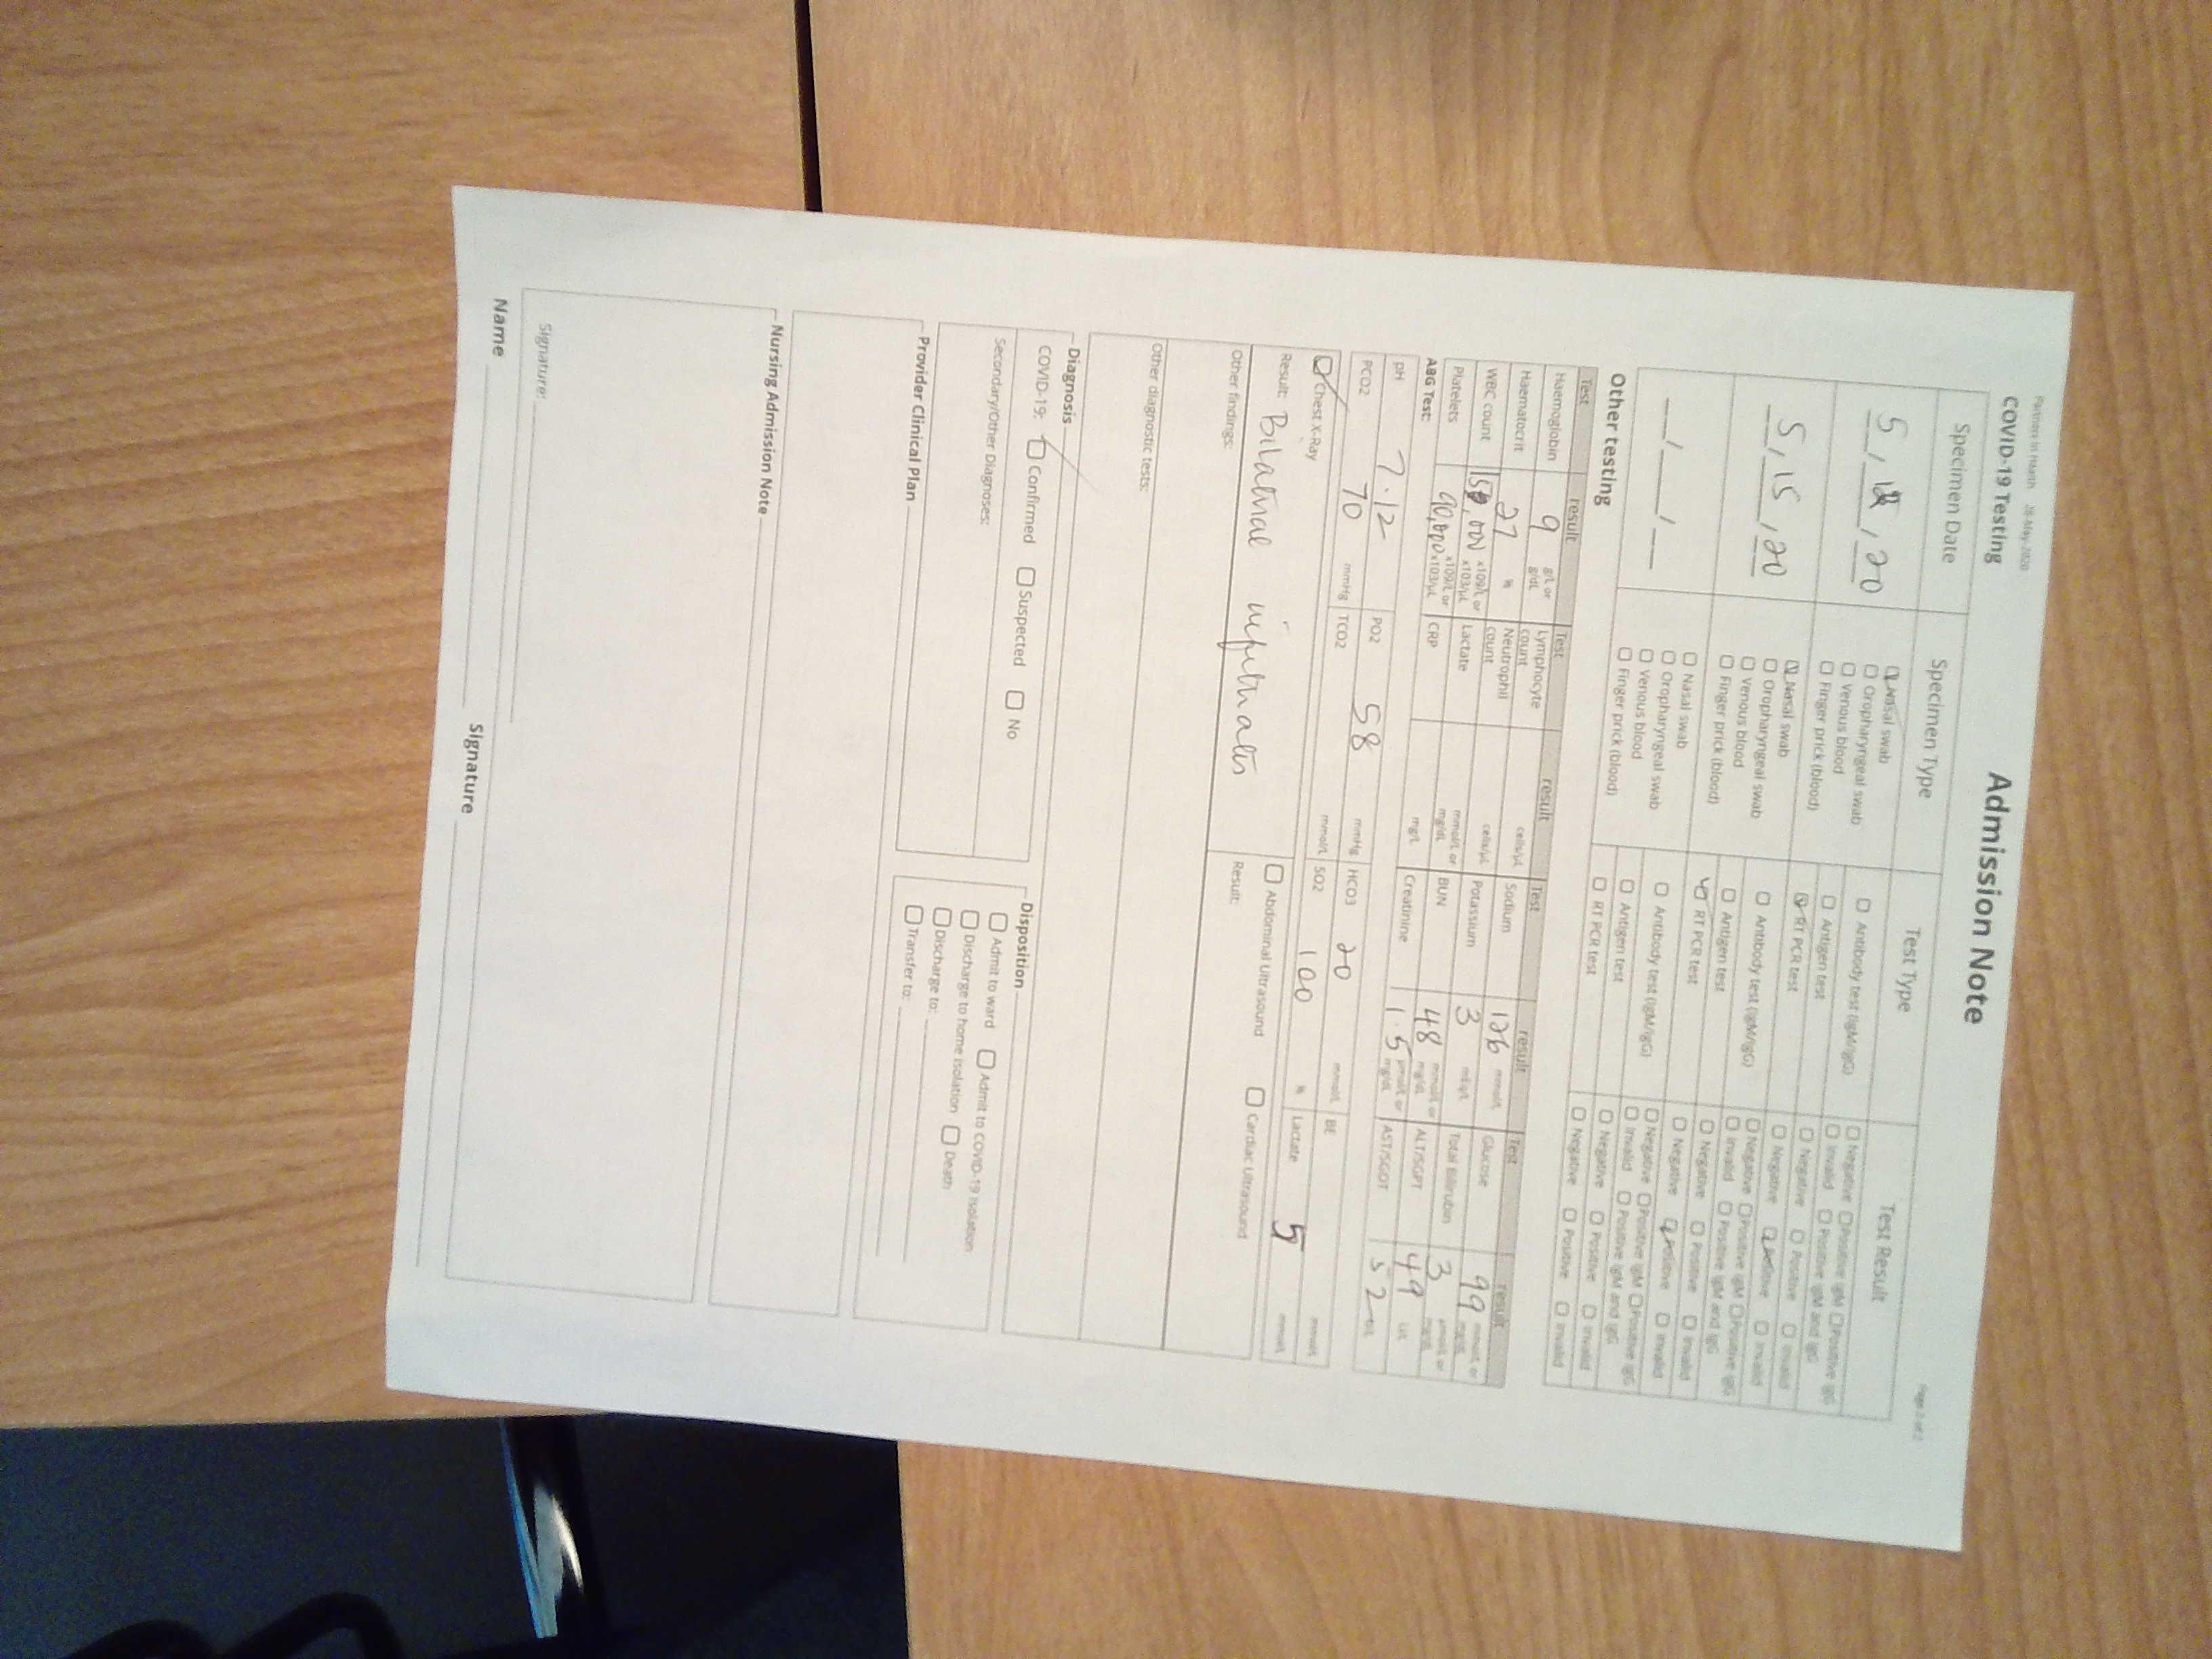 Partners In Health 28-May-2020 Page 2 of 2
Admission Note
COVID-19 Testing
Specimen Date Specimen Type Test Type Test Result
5/12/20
☑ Nasal swab
☐ Oropharyngeal swab
☐ Venous blood
☐ Finger prick (blood)
☐ Antibody test (IgM/IgG) ☐ Negative ☐ Positive IgM ☐ Positive IgG
☐ Invalid ☐ Positive IgM and IgG
☐ Antigen test ☐ Negative ☐ Positive ☐ Invalid
☑ RT PCR test ☐ Negative ☑ Positive ☐ Invalid
5/15/20
☑ Nasal swab
☐ Oropharyngeal swab
☐ Venous blood
☐ Finger prick (blood)
☐ Antibody test (IgM/IgG) ☐ Negative ☐ Positive IgM ☐ Positive IgG
☐ Invalid ☐ Positive IgM and IgG
☐ Antigen test ☐ Negative ☐ Positive ☐ Invalid
☑ RT PCR test ☐ Negative ☑ Positive ☐ Invalid
__/__/__
☐ Nasal swab
☐ Oropharyngeal swab
☐ Venous blood
☐ Finger prick (blood)
☐ Antibody test (IgM/IgG) ☐ Negative ☐ Positive IgM ☐ Positive IgG
☐ Invalid ☐ Positive IgM and IgG
☐ Antigen test ☐ Negative ☐ Positive ☐ Invalid
☐ RT PCR test ☐ Negative ☐ Positive ☐ Invalid
Other testing
Test result Test result Test result Test result
Haemoglobin 9 g/L or g/dL Lymphocyte count cells/µL Sodium 126 mmol/L Glucose 99 mmol/L or mg/dL
Haematocrit 27 % Neutrophil count cells/µL Potassium 3 mEq/L Total Bilirubin 3 µmol/L or mg/dL
WBC count ,000 x109/L or x103/µL Lactate mmol/L or mg/dL BUN 48 mmol/L or mg/dL ALT/SGPT 49 U/L
Platelets 90,000 x109/L or x103/µL CRP mg/L Creatinine 1.5 µmol/L or mg/dL AST/SGOT 52 U/L
ABG Test:
pH 7.12 PO2 58 mmHg HCO3 20 mmol/L BE mmol/L
PCO2 70 mmHg TCO2 mmol/L SO2 100 % Lactate 5 mmol/L
☑ Chest X-Ray ☐ Abdominal Ultrasound ☐ Cardiac Ultrasound
Result: Bilateral infiltrates Result:
Other findings:
Other diagnostic tests:
Diagnosis
COVID-19: ☑ Confirmed ☐ Suspected ☐ No
Secondary/Other Diagnoses:
Disposition
☐ Admit to ward ☐ Admit to COVID-19 isolation
☐ Discharge to home isolation ☐ Death
☐ Discharge to:
☐ Transfer to:
Provider Clinical Plan
Nursing Admission Note
Signature:
Name Signature